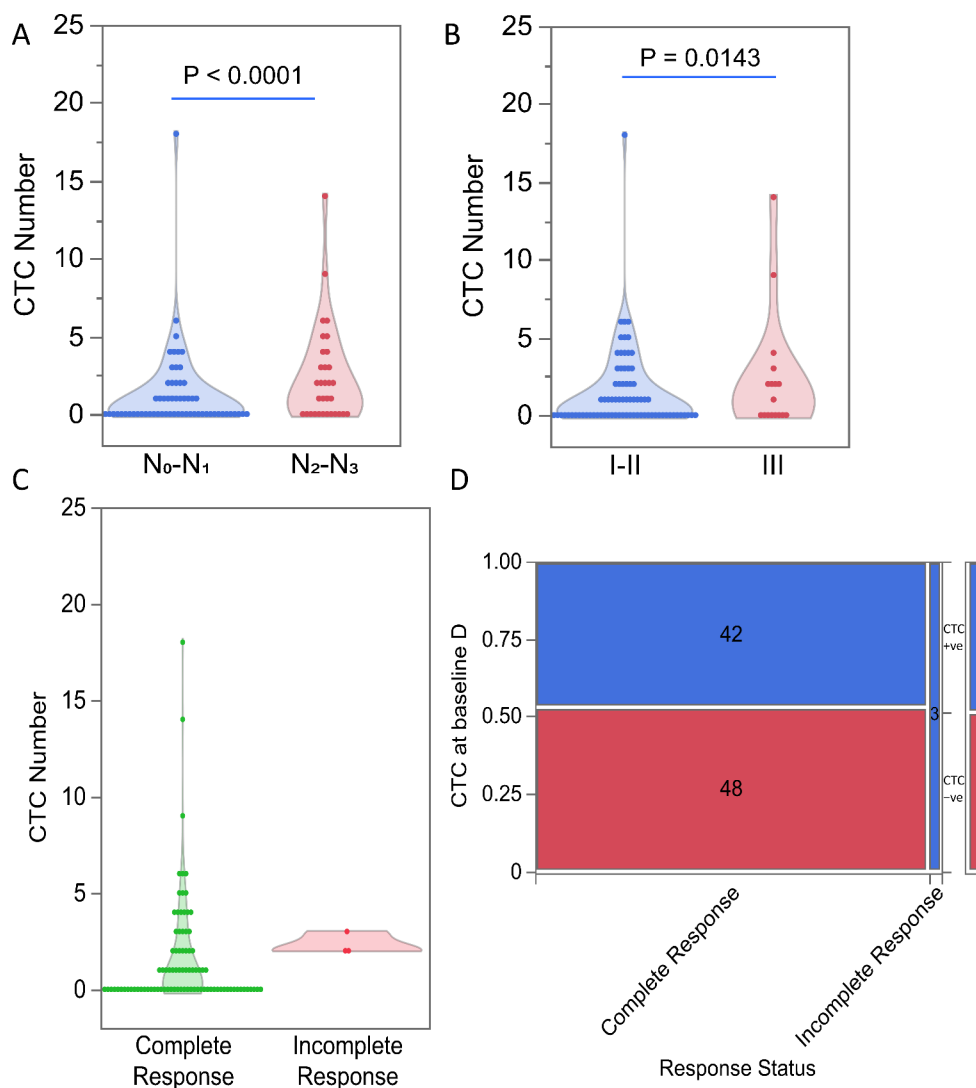 A
25
20
15
10
5
0
CTC Number
P < 0.0001
N₀-N₁
N₂-N₃
B
25
20
15
10
5
0
CTC Number
P = 0.0143
I-II
III
C
25
20
15
10
5
0
CTC Number
Complete
Response
Incomplete
Response
D
1.00
0.75
0.50
0.25
0
CTC at baseline D
42
48
3
CTC
+ve
CTC
−ve
Complete Response
Incomplete Response
Response Status